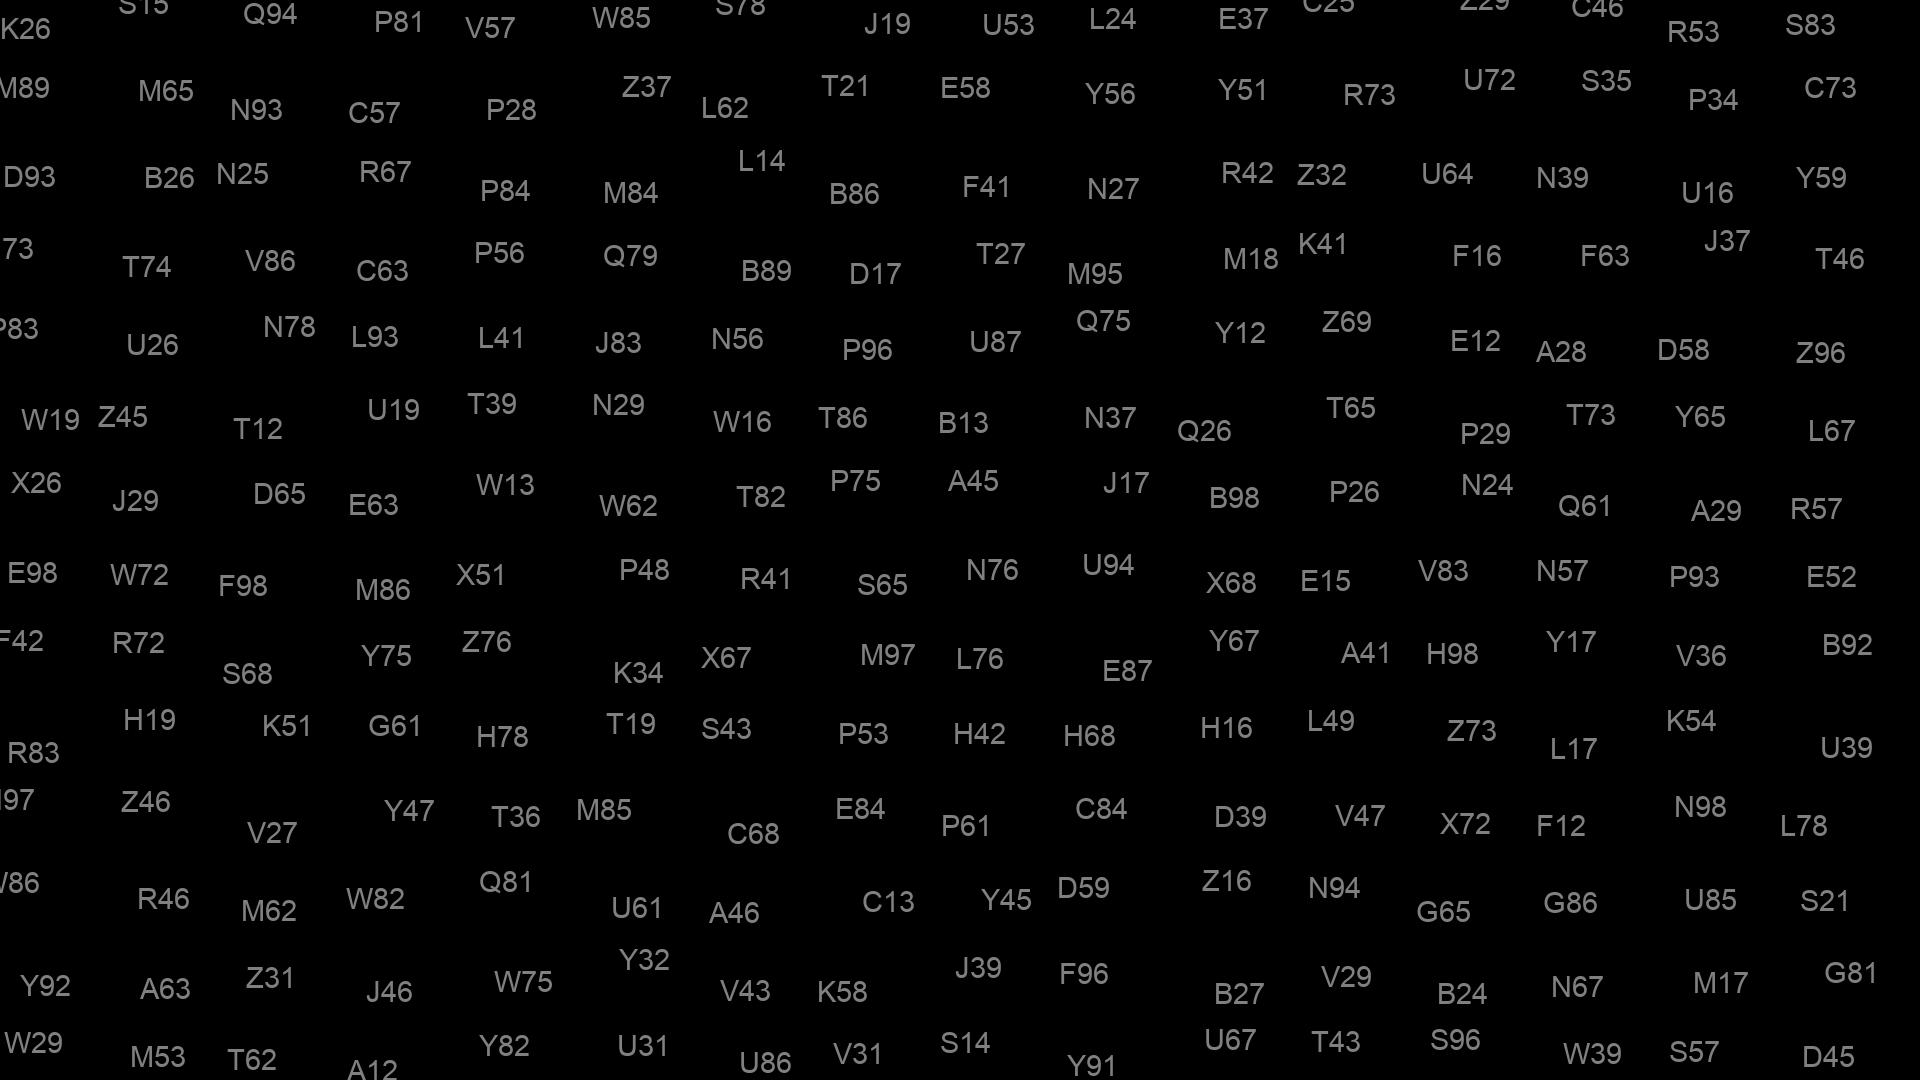 K26 S15 Q94 P81 V57 W85 S78 J19 U53 L24 E37 C25 Z29 C46 R53 S83
M89 M65 N93 C57 P28 Z37 L62 T21 E58 Y56 Y51 R73 U72 S35 P34 C73
D93 B26 N25 R67 P84 M84 L14 B86 F41 N27 R42 Z32 U64 N39 U16 Y59
73 T74 V86 C63 P56 Q79 B89 D17 T27 M95 M18 K41 F16 F63 J37 T46
P83 U26 N78 L93 L41 J83 N56 P96 U87 Q75 Y12 Z69 E12 A28 D58 Z96
W19 Z45 T12 U19 T39 N29 W16 T86 B13 N37 Q26 T65 P29 T73 Y65 L67
X26 J29 D65 E63 W13 W62 T82 P75 A45 J17 B98 P26 N24 Q61 A29 R57
E98 W72 F98 M86 X51 P48 R41 S65 N76 U94 X68 E15 V83 N57 P93 E52
F42 R72 S68 Y75 Z76 K34 X67 M97 L76 E87 Y67 A41 H98 Y17 V36 B92
R83 H19 K51 G61 H78 T19 S43 P53 H42 H68 H16 L49 Z73 L17 K54 U39
97 Z46 V27 Y47 T36 M85 C68 E84 P61 C84 D39 V47 X72 F12 N98 L78
W86 R46 M62 W82 Q81 U61 A46 C13 Y45 D59 Z16 N94 G65 G86 U85 S21
Y92 A63 Z31 J46 W75 Y32 V43 K58 J39 F96 B27 V29 B24 N67 M17 G81
W29 M53 T62 A12 Y82 U31 U86 V31 S14 Y91 U67 T43 S96 W39 S57 D45